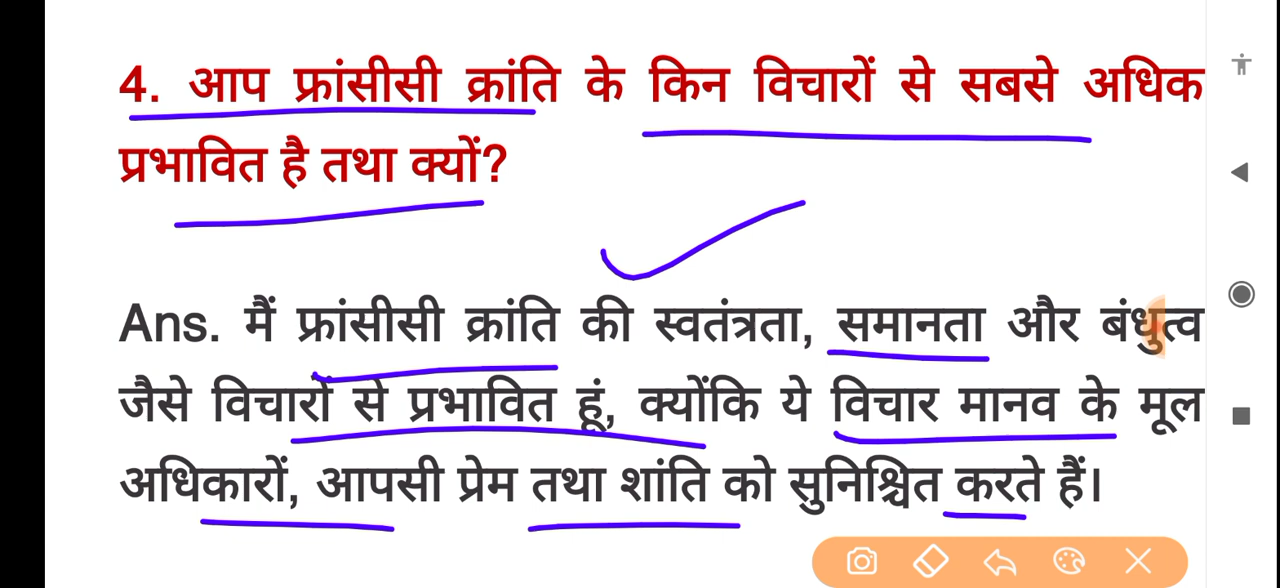 4. आप फ्रांसीसी क्रांति के किन विचारों से सबसे अधिक
प्रभावित है तथा क्यों?
Ans. मैं फ्रांसीसी क्रांति की स्वतंत्रता, समानता और बंधुत्व
जैसे विचारों से प्रभावित हूं, क्योंकि ये विचार मानव के मूल
अधिकारों, आपसी प्रेम तथा शांति को सुनिश्चित करते हैं।